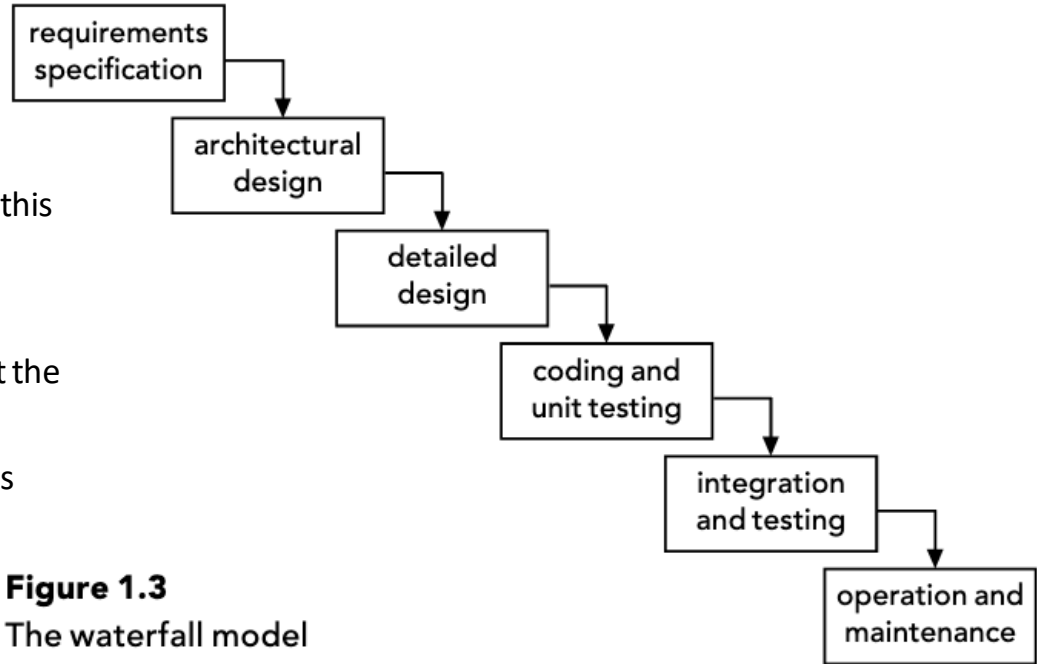 requirements
specification
architectural
design
this
detailed
design
t the
coding and
unit testing
s
integration
and testing
Figure 1.3
The waterfall model
operation and
maintenance